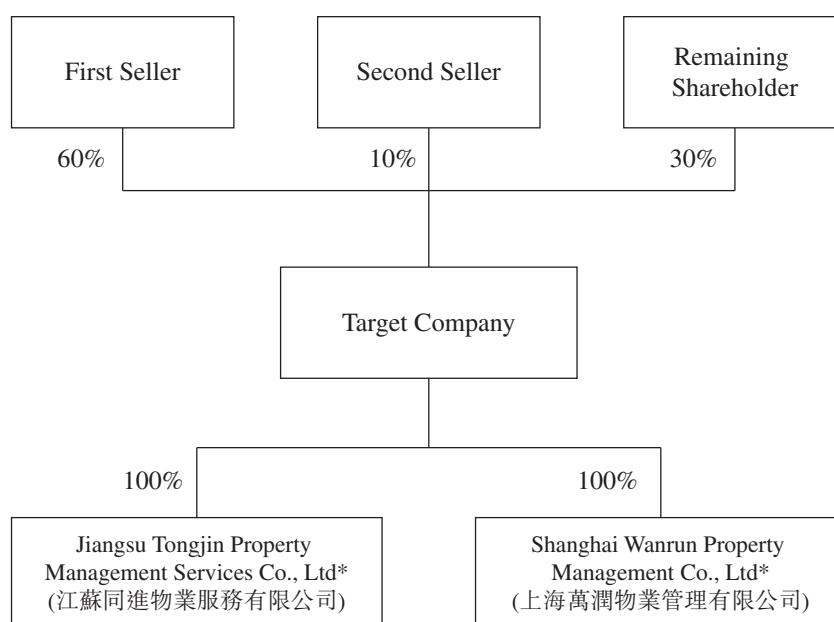 First Seller
Second Seller
Remaining
Shareholder
60%
10%
30%
Target Company
100%
100%
Jiangsu Tongjin Property
Management Services Co., Ltd*
(江蘇同進物業服務有限公司)
Shanghai Wanrun Property
Management Co., Ltd*
(上海萬潤物業管理有限公司)